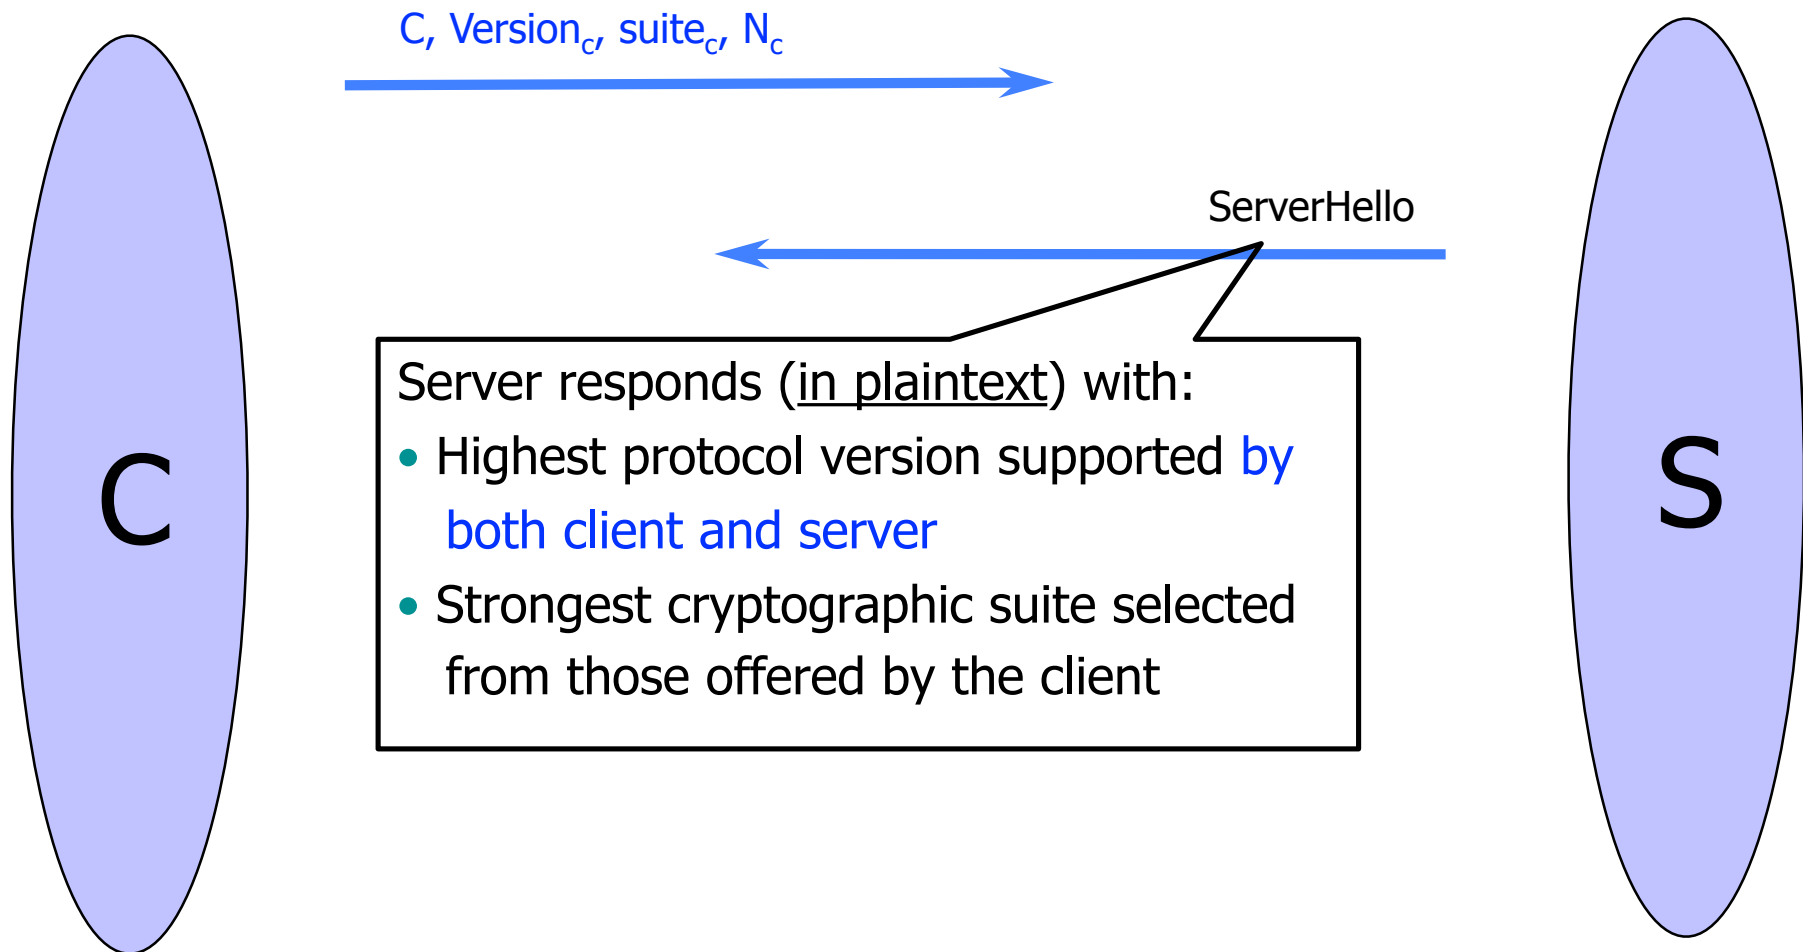 C, Version_c, suite_c, N_c
ServerHello
Server responds (in plaintext) with:
• Highest protocol version supported by
both client and server
• Strongest cryptographic suite selected
from those offered by the client
C
S